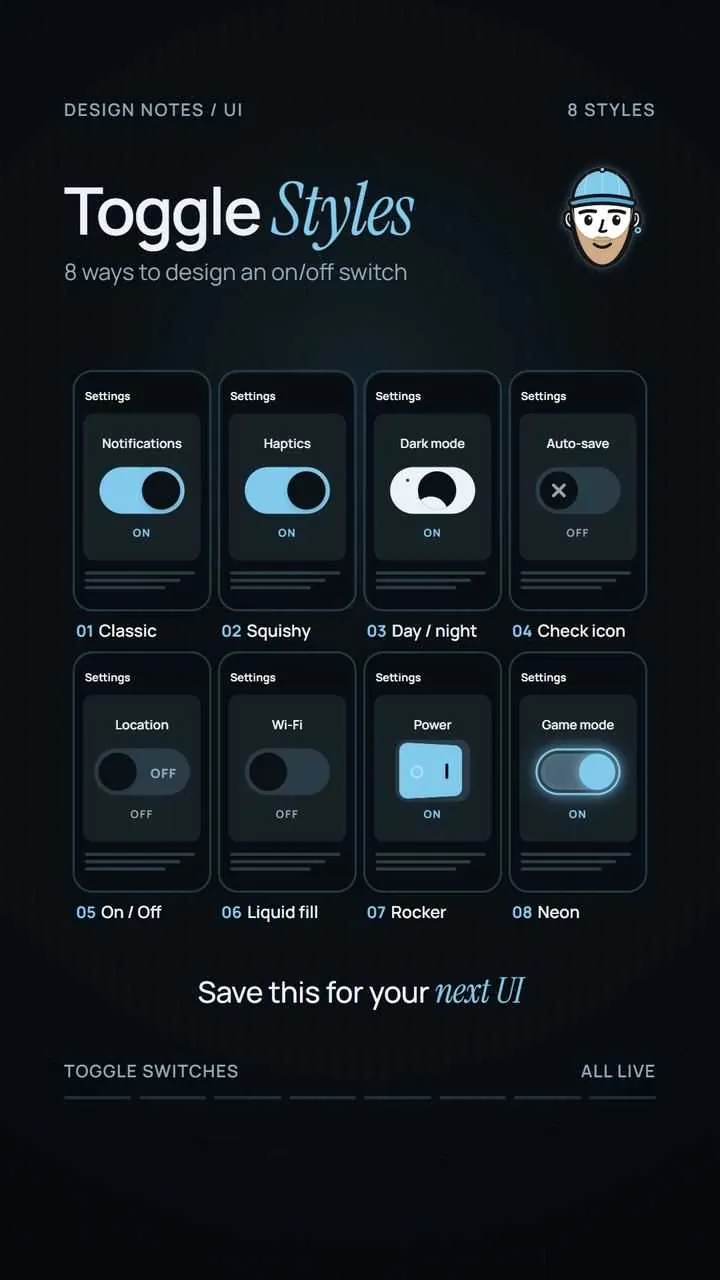 DESIGN NOTES / UI
8 STYLES
Toggle Styles
8 ways to design an on/off switch
Settings
Notifications
ON
01 Classic
Settings
Haptics
ON
02 Squishy
Settings
Dark mode
ON
03 Day / night
Settings
Auto-save
OFF
04 Check icon
Settings
Location
OFF
OFF
05 On / Off
Settings
Wi-Fi
OFF
06 Liquid fill
Settings
Power
ON
07 Rocker
Settings
Game mode
ON
08 Neon
Save this for your next UI
TOGGLE SWITCHES
ALL LIVE